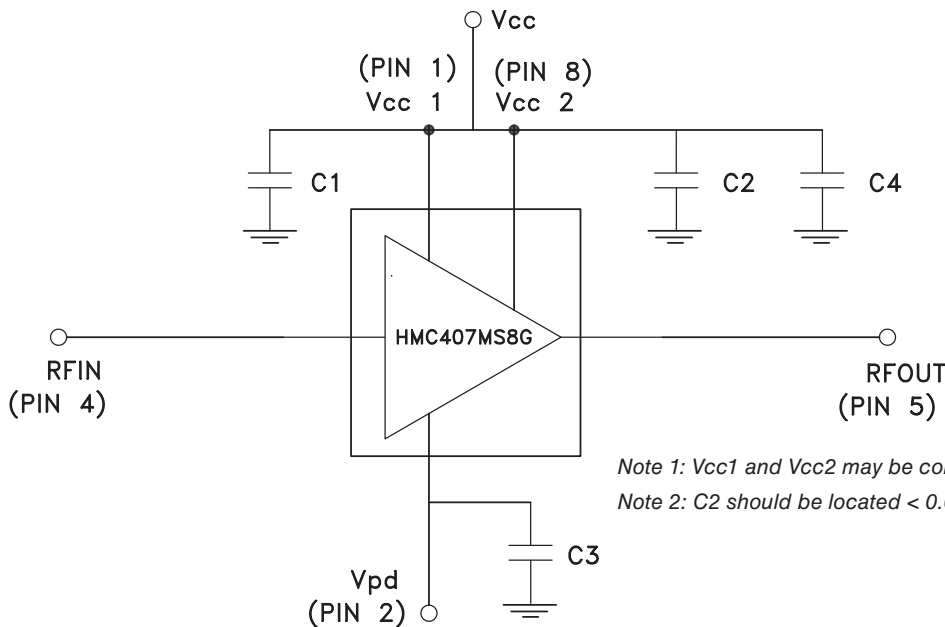 Vcc
(PIN 1)
Vcc 1
(PIN 8)
Vcc 2
C1
C2
C4
HMC407MS8G
RFIN
(PIN 4)
RFOUT
(PIN 5)
Note 1: Vcc1 and Vcc2 may be
Note 2: C2 should be located <
C3
Vpd
(PIN 2)